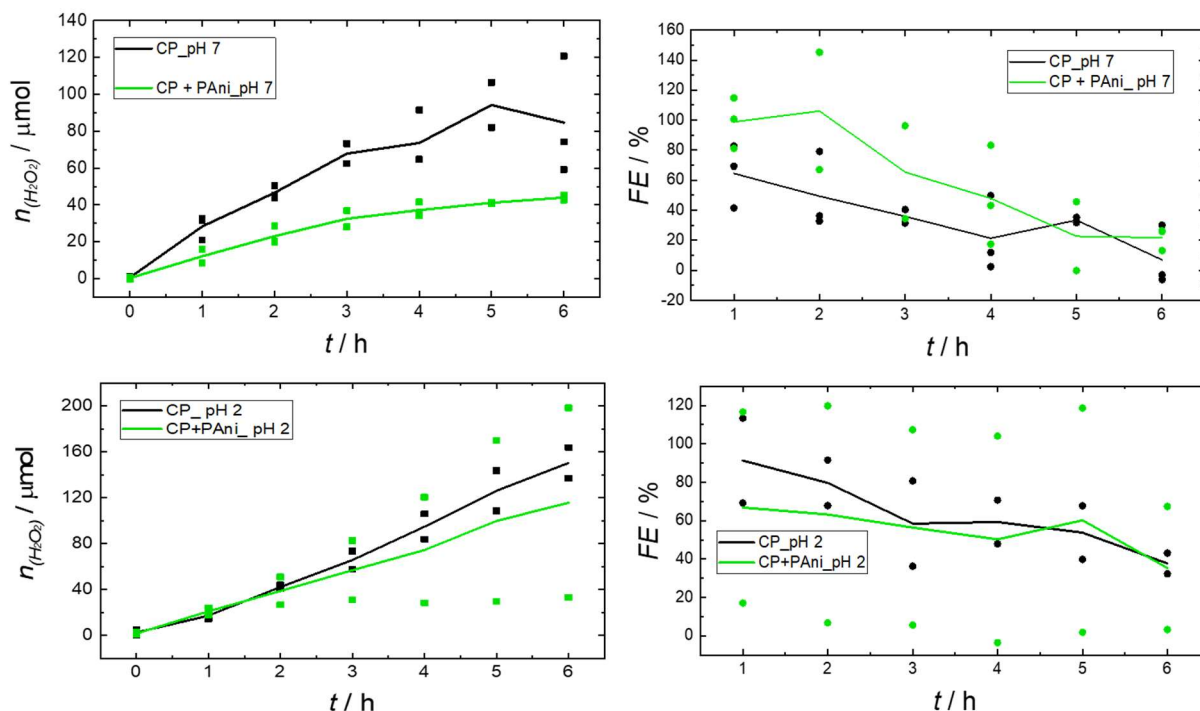 140
120
100
80
60
40
20
0
n(H₂O₂) / μmol
CP_pH 7
CP + PAni_pH 7
0 1 2 3 4 5 6
t / h
160
140
120
100
80
60
40
20
0
-20
FE / %
CP_pH 7
CP + PAni_ pH 7
1 2 3 4 5 6
t / h
200
160
120
80
40
0
n(H₂O₂) / μmol
CP_ pH 2
CP+PAni_ pH 2
0 1 2 3 4 5 6
t / h
120
100
80
60
40
20
0
FE / %
CP_pH 2
CP+PAni_pH 2
1 2 3 4 5 6
t / h